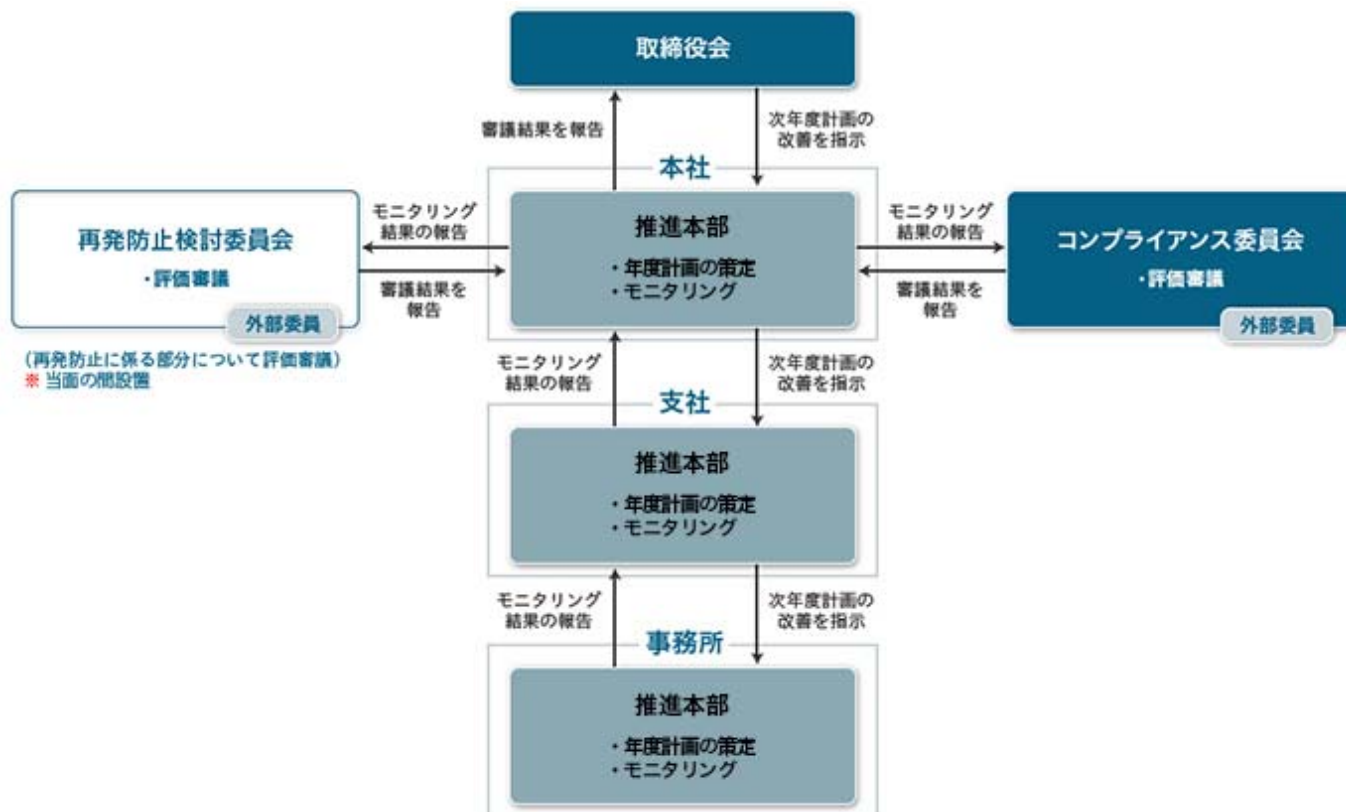 取締役会
審議結果を報告
次年度計画の
改善を指示
本社
再発防止検討委員会
・評価審議
外部委員
(再発防止に係る部分について評価審議)
※ 当面の間設置
モニタリング
結果の報告
審議結果を
報告
推進本部
・年度計画の策定
・モニタリング
モニタリング
結果の報告
審議結果を
報告
コンプライアンス委員会
・評価審議
外部委員
モニタリング
結果の報告
次年度計画の
改善を指示
支社
推進本部
・年度計画の策定
・モニタリング
モニタリング
結果の報告
次年度計画の
改善を指示
事務所
推進本部
・年度計画の策定
・モニタリング